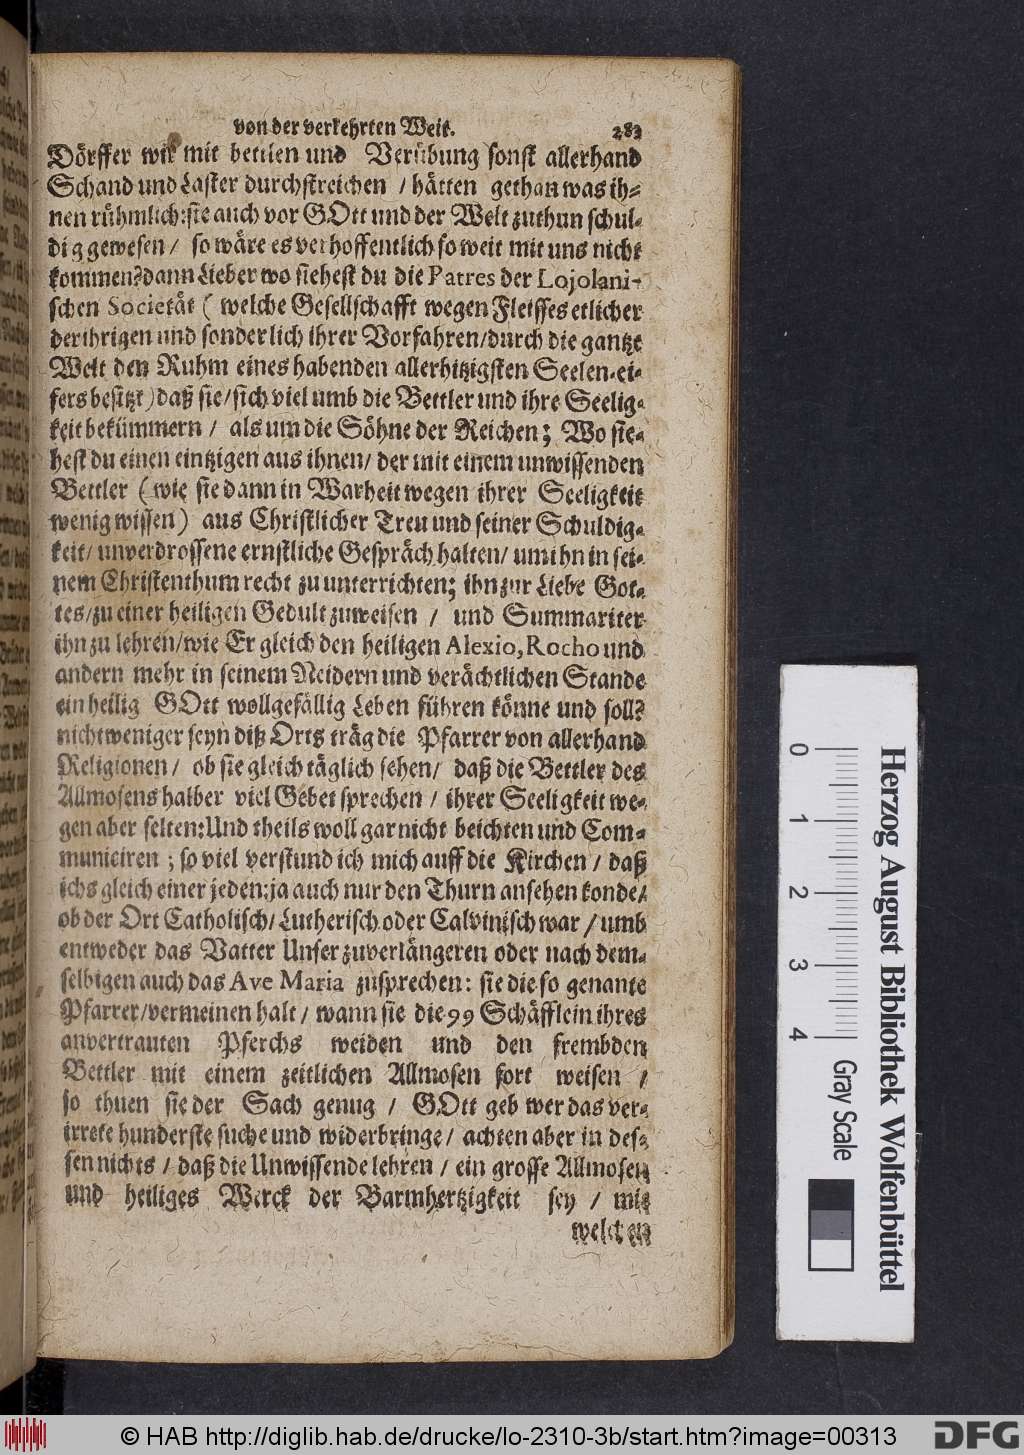 von der verkehrten Welt. 283
Dörffer wir mit bettlen und Verübung sonst allerhand
Schand und Laster durchstreichen / hätten gethan was ih-
nen rühmlich: sie auch vor GOtt und der Welt zuthun schul-
dig gewesen / so wäre es verhoffentlich so weit mit uns nicht
kommen? dann Lieber wo siehest du die Patres der Lojolani-
schen Societät ( welche Gesellschafft wegen Fleisses etlicher
der ihrigen und sonderlich ihrer Vorfahren / durch die gantze
Welt den Ruhm eines habenden allerhitzigsten Seelen-ei-
fers besitzt ) daß sie / sich viel umb die Bettler und ihre Seelig-
keit bekümmern / als um die Söhne der Reichen; Wo sie-
hest du einen eintzigen aus ihnen / der mit einem unwissenden
Bettler ( wie sie dann in Warheit wegen ihrer Seeligkeit
wenig wissen ) aus Christlicher Treu und seiner Schuldig-
keit / unverdrossene ernstliche Gespräch halten / um ihn in sei-
nem Christenthum recht zu unterrichten; ihn zur Liebe Got-
tes / zu einer heiligen Gedult zuweisen / und Summariter
ihn zu lehren / wie Er gleich den heiligen Alexio, Rocho und
andern mehr in seinem Neidern und verächtlichen Stande
ein heilig GOtt wollgefällig Leben führen könne und soll?
nicht weniger seyn diß Orts träg die Pfarrer von allerhand
Religionen / ob sie gleich täglich sehen / daß die Bettler des
Allmosens halber viel Gebet sprechen / ihrer Seeligkeit we-
gen aber selten: Und theils woll gar nicht beichten und Com-
municiren ; so viel verstund ich mich auff die Kirchen / daß
ichs gleich einer jeden: ja auch nur den Thurn ansehen konde /
ob der Ort Catholisch / Lutherisch oder Calvinisch war / umb
entweder das Vatter Unser zuverlängeren oder nach dem-
selbigen auch das Ave Maria zusprechen: sie die so genante
Pfarrer / vermeinen halt / wann sie die 99 Schäfflein ihres
anvertrauten Pferchs weiden und den frembden
Bettler mit einem zeitlichen Allmosen fort weisen /
so thuen sie der Sach genug / GOtt geb wer das ver-
irrete hunderste suche und widerbringe / achten aber in des-
sen nichts / daß die Unwissende lehren / ein grosse Allmosen
und heiliges Werck der Barmhertzigkeit sey / mit
welchen
0 1 2 3 4
Gray Scale
Herzog August Bibliothek Wolfenbüttel
© HAB http://diglib.hab.de/drucke/lo-2310-3b/start.htm?image=00313
DFG